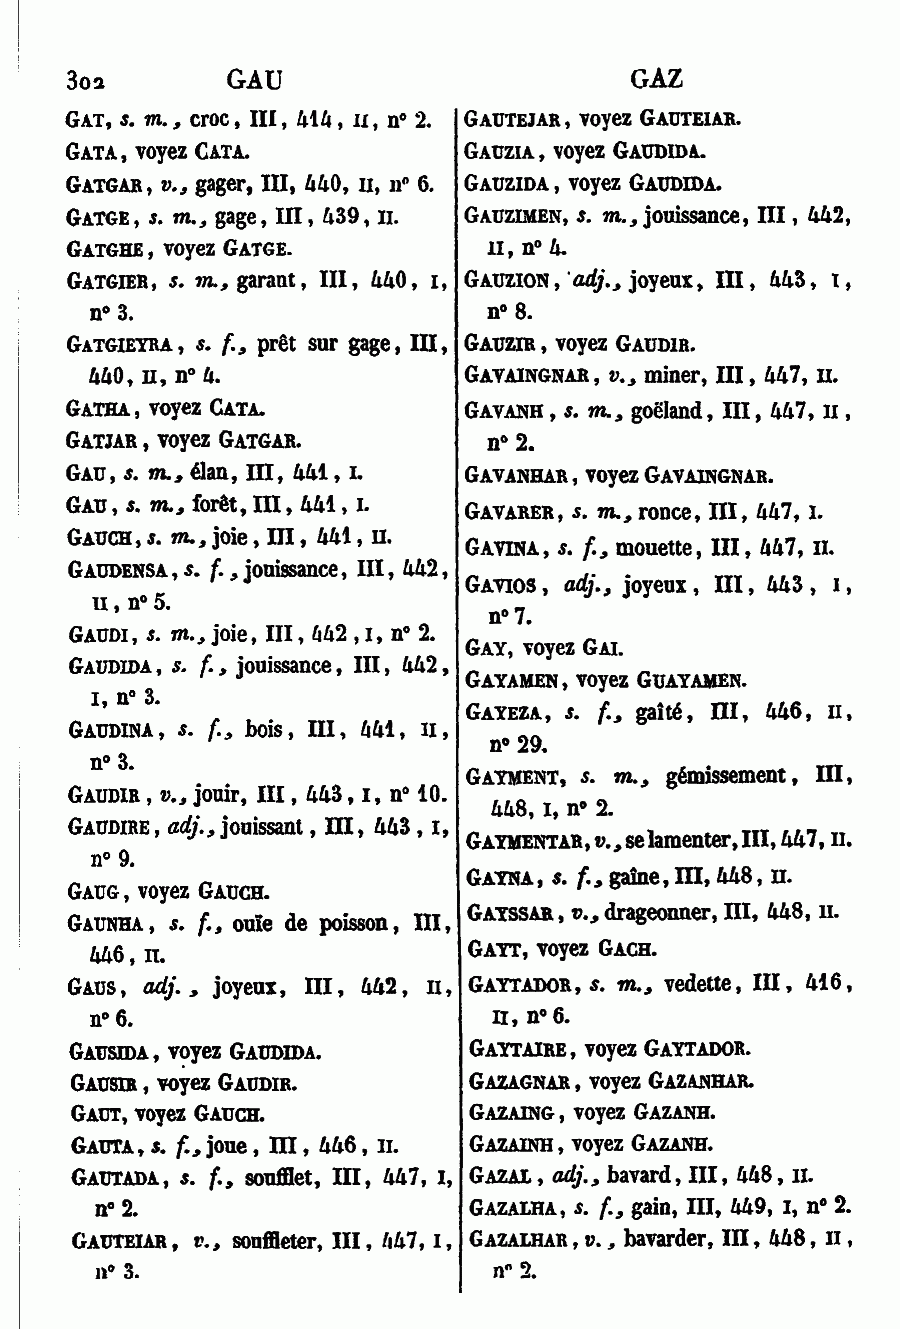 302 GAU GAZ
GAT, s. m., croc, III, 414, II, n° 2.
GATA, voyez CATA.
GATGAR, v., gager, III, 440, II, n° 6.
GATGE, s. m., gage, III, 439, II.
GATGHE, voyez GATGE.
GATGIER, s. m., garant, III, 440, I,
n° 3.
GATGIEYRA, s. f., prêt sur gage, III,
440, II, n° 4.
GATHA, voyez CATA.
GATJAR, voyez GATGAR.
GAU, s. m., élan, III, 441, I.
GAU, s. m., forêt, III, 441, I.
GAUCH, s. m., joie, III, 441, II.
GAUDENSA, s. f., jouissance, III, 442,
II, n° 5.
GAUDI, s. m., joie, III, 442, I, n° 2.
GAUDIDA, s. f., jouissance, III, 442,
I, n° 3.
GAUDINA, s. f., bois, III, 441, II,
n° 3.
GAUDIR, v., jouir, III, 443, I, n° 10.
GAUDIRE, adj., jouissant, III, 443, I,
n° 9.
GAUG, voyez GAUCH.
GAUNHA, s. f., ouïe de poisson, III,
446, II.
GAUS, adj., joyeux, III, 442, II,
n° 6.
GAUSIDA, voyez GAUDIDA.
GAUSIR, voyez GAUDIR.
GAUT, voyez GAUCH.
GAUTA, s. f., joue, III, 446, II.
GAUTADA, s. f., soufflet, III, 447, I,
n° 2.
GAUTEIAR, v., souffleter, III, 447, I,
n° 3.
GAUTEJAR, voyez GAUTEIAR.
GAUZIA, voyez GAUDIDA.
GAUZIDA, voyez GAUDIDA.
GAUZIMEN, s. m., jouissance, III, 442,
II, n° 4.
GAUZION, adj., joyeux, III, 443, I,
n° 8.
GAUZIR, voyez GAUDIR.
GAVAINGNAR, v., miner, III, 447, II.
GAVANH, s. m., goëland, III, 447, II,
n° 2.
GAVANHAR, voyez GAVAINGNAR.
GAVARER, s. m., ronce, III, 447, I.
GAVINA, s. f., mouette, III, 447, II.
GAVIOS, adj., joyeux, III, 443, I,
n° 7.
GAY, voyez GAI.
GAYAMEN, voyez GUAYAMEN.
GAYEZA, s. f., gaîté, III, 446, II,
n° 29.
GAYMENT, s. m., gémissement, III,
448, I, n° 2.
GAYMENTAR, v., se lamenter, III, 447, II.
GAYNA, s. f., gaîne, III, 448, II.
GAYSSAR, v., drageonner, III, 448, II.
GAYT, voyez GACH.
GAYTADOR, s. m., vedette, III, 416,
II, n° 6.
GAYTAIRE, voyez GAYTADOR.
GAZAGNAR, voyez GAZANHAR.
GAZAING, voyez GAZANH.
GAZAINH, voyez GAZANH.
GAZAL, adj., bavard, III, 448, II.
GAZALHA, s. f., gain, III, 449, I, n° 2.
GAZALHAR, v., bavarder, III, 448, II,
n° 2.